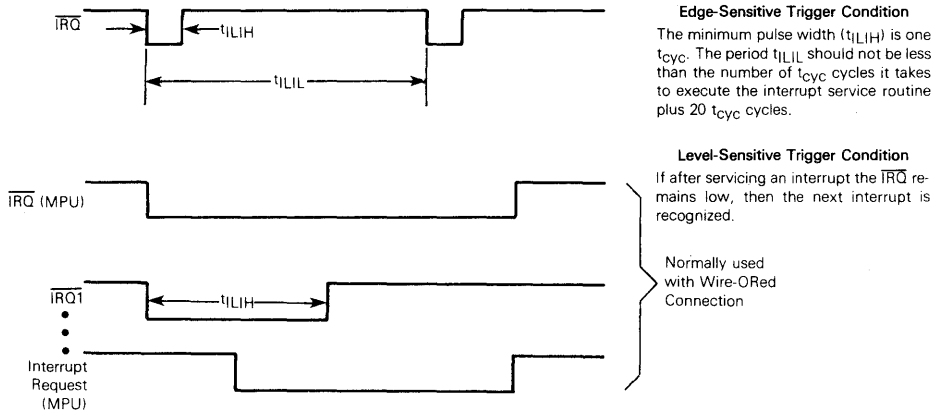 IRQ
tILIH
tILIL
Edge-Sensitive Trigger Condition
The minimum pulse width (tILIH) is one
tcyc. The period tILIL should not be less
than the number of tcyc cycles it takes
to execute the interrupt service routine
plus 20 tcyc cycles.
Level-Sensitive Trigger Condition
If after servicing an interrupt the IRQ re-
mains low, then the next interrupt is
recognized.
IRQ (MPU)
IRQ1
tILIH
Interrupt
Request
(MPU)
Normally used
with Wire-ORed
Connection